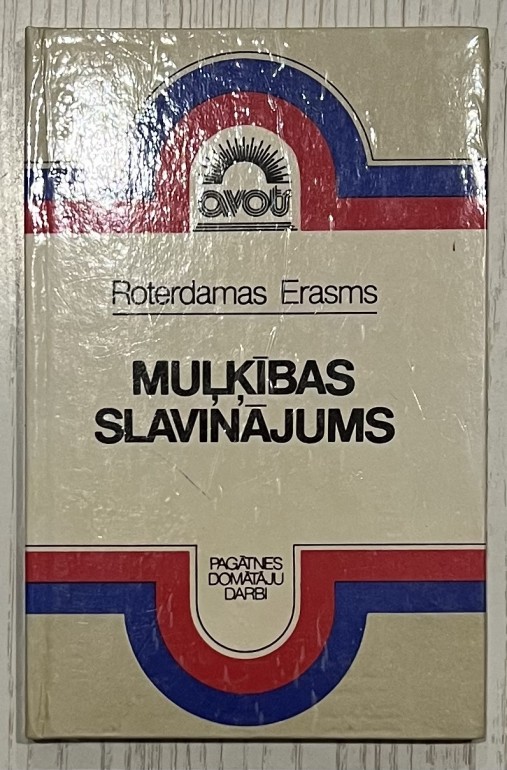 avots
Roterdamas Erasms
MUĻĶĪBAS
SLAVINĀJUMS
PAGĀTNES
DOMĀTĀJU
DARBI